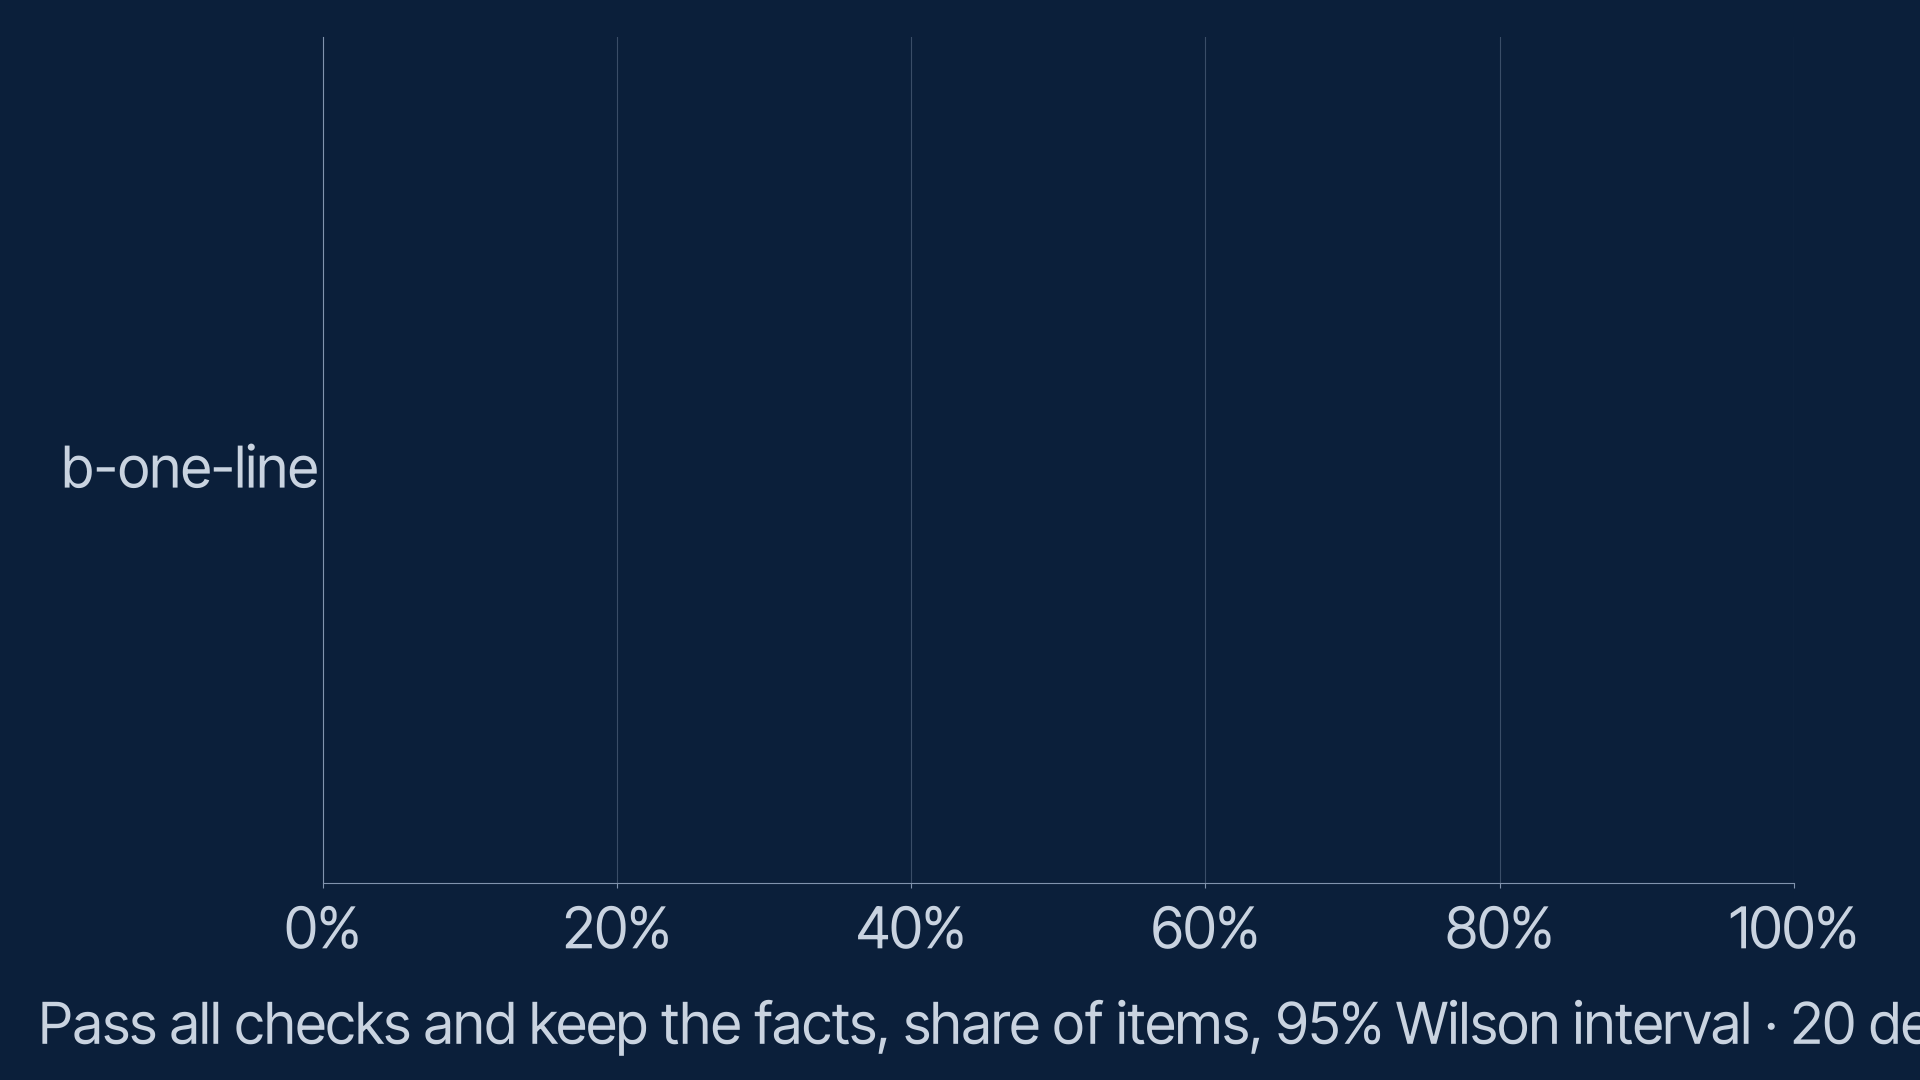 b-one-line
0% 20% 40% 60% 80% 100%
Pass all checks and keep the facts, share of items, 95% Wilson interval · 20